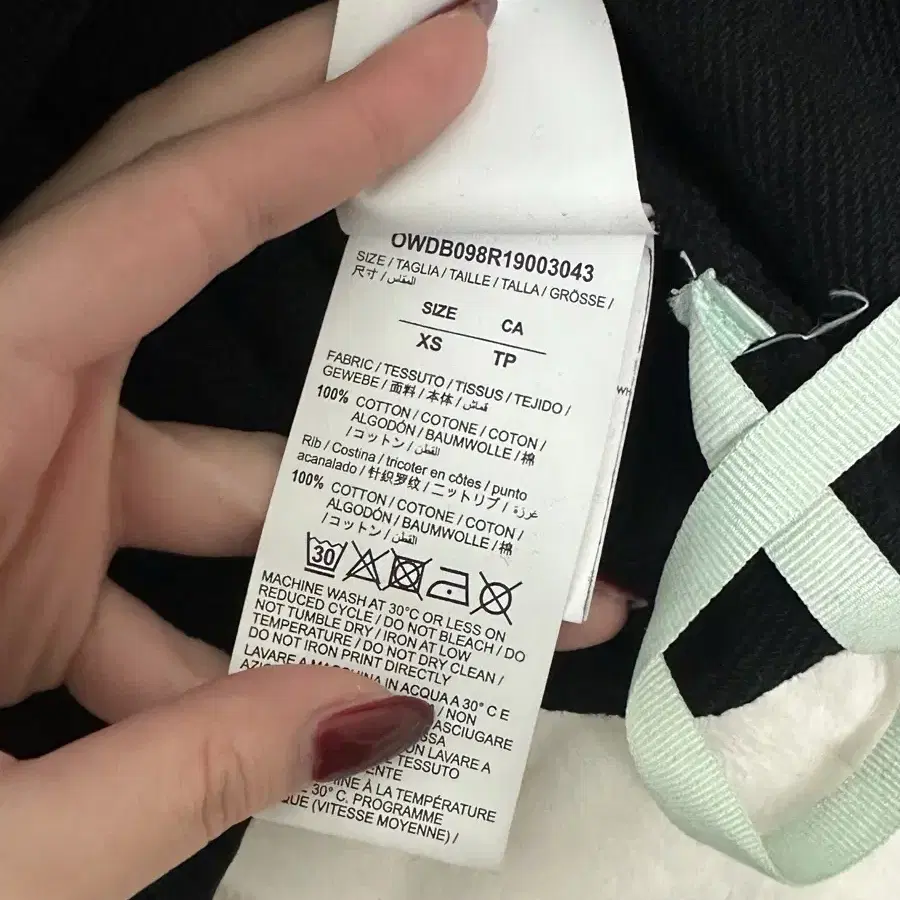 OWDB098R19003043
SIZE / TAGLIA / TAILLE / TALLA / GRÖSSE /
尺寸 / المقاس
SIZE CA
XS TP
FABRIC / TESSUTO / TISSUS / TEJIDO /
GEWEBE / 面料 / 本体 / قماش
100% COTTON / COTONE / COTON /
ALGODÓN / BAUMWOLLE / 棉
/ コットン / القطن
Rib / Costina / tricoter en côtes / punto
acanalado / 针织罗纹 / ニットリブ / غرزة
100% COTTON / COTONE / COTON /
ALGODÓN / BAUMWOLLE / 棉
/ コットン / القطن
30
MACHINE WASH AT 30°C OR LESS ON
REDUCED CYCLE / DO NOT BLEACH / DO
NOT TUMBLE DRY / IRON AT LOW
TEMPERATURE / DO NOT DRY CLEAN /
DO NOT IRON PRINT DIRECTLY
LAVARE A MACCHINA IN ACQUA A 30° C E
/ NON
ASCIUGARE
NON LAVARE A
TESSUTO
À LA TEMPÉRATURE
30° C. PROGRAMME
(VITESSE MOYENNE) /
WH